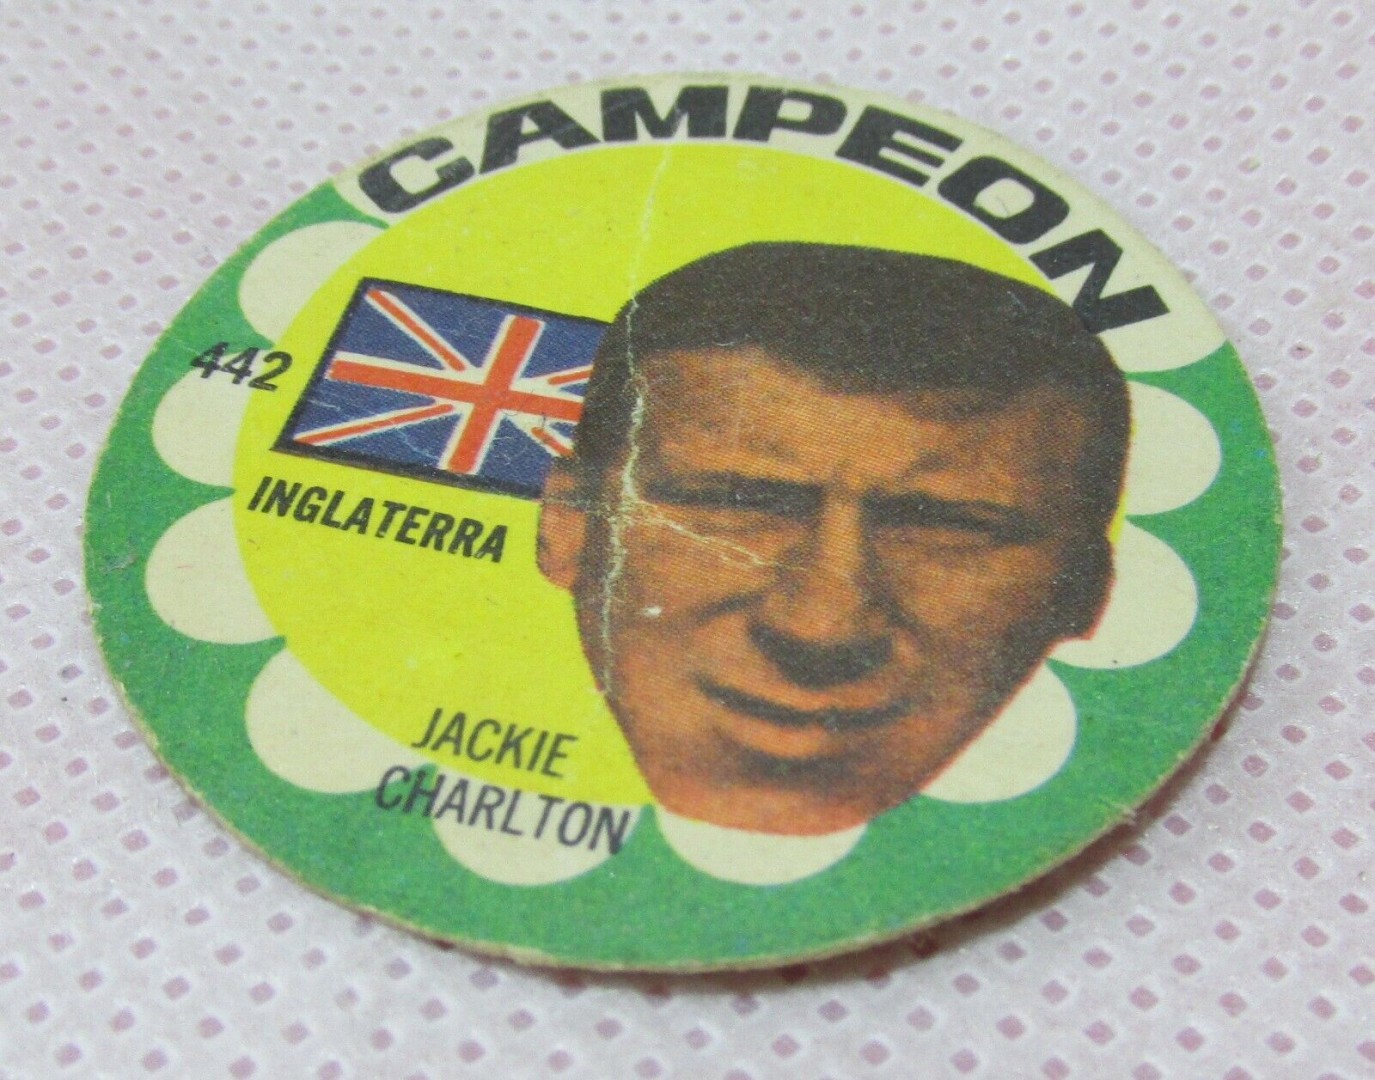 CAMPEON
442
INGLATERRA
JACKIE
CHARLTON